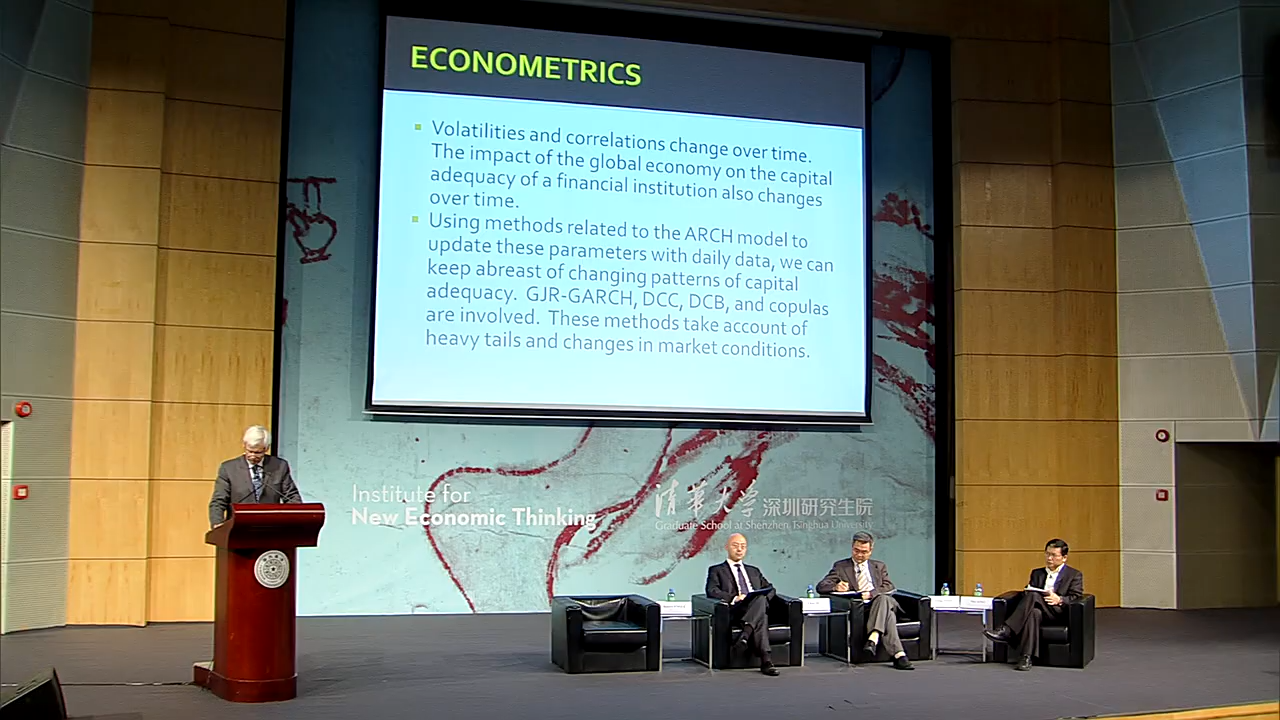 ECONOMETRICS
Volatilities and correlations change over time.
The impact of the global economy on the capital
adequacy of a financial institution also changes
over time.
Using methods related to the ARCH model to
update these parameters with daily data, we can
keep abreast of changing patterns of capital
adequacy. GJR-GARCH, DCC, DCB, and copulas
are involved. These methods take account of
heavy tails and changes in market conditions.
Institute for
New Economic Thinking
清华大学 深圳研究生院
Graduate School at Shenzhen, Tsinghua University